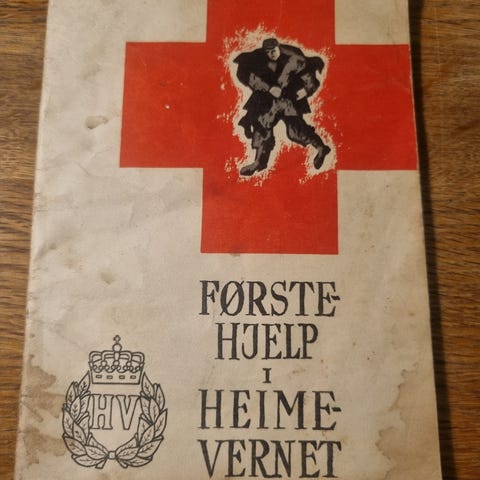 FØRSTE-
HJELP
I
HEIME-
VERNET
HV